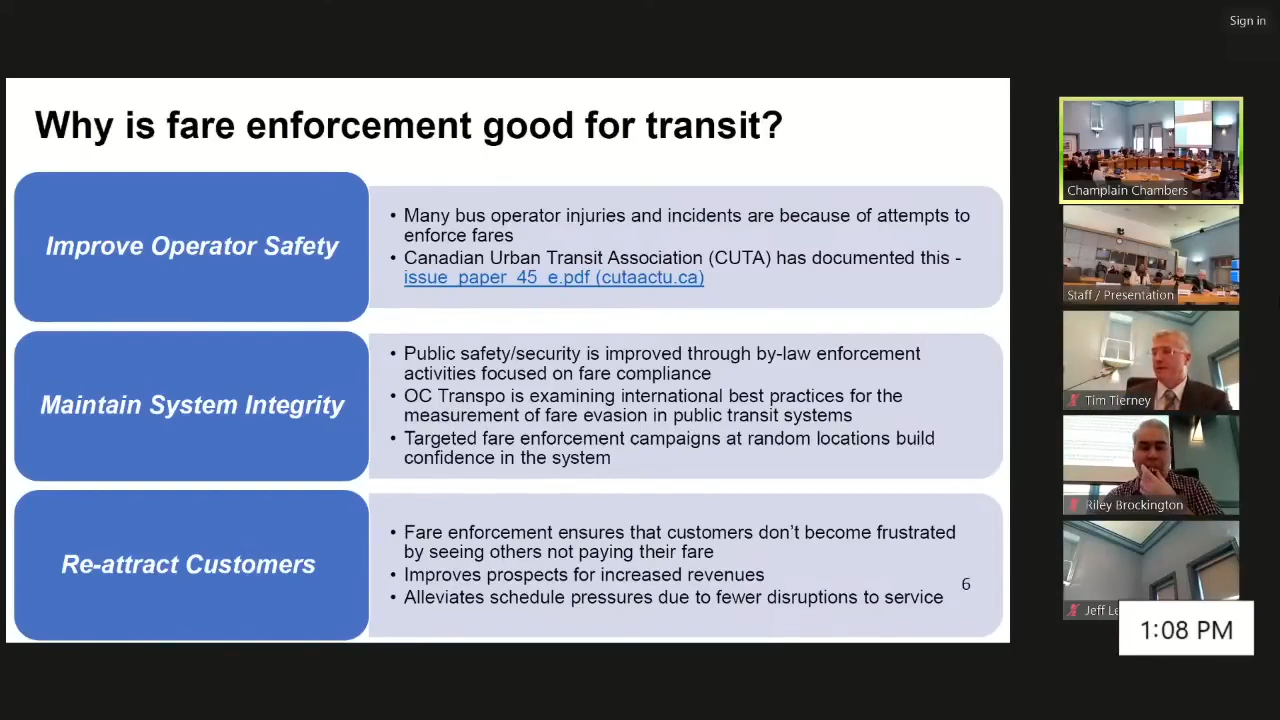 Sign in
Why is fare enforcement good for transit?
Improve Operator Safety
• Many bus operator injuries and incidents are because of attempts to
enforce fares
• Canadian Urban Transit Association (CUTA) has documented this -
issue_paper_45_e.pdf (cutaactu.ca)
Maintain System Integrity
• Public safety/security is improved through by-law enforcement
activities focused on fare compliance
• OC Transpo is examining international best practices for the
measurement of fare evasion in public transit systems
• Targeted fare enforcement campaigns at random locations build
confidence in the system
Re-attract Customers
• Fare enforcement ensures that customers don’t become frustrated
by seeing others not paying their fare
• Improves prospects for increased revenues
• Alleviates schedule pressures due to fewer disruptions to service
6
Champlain Chambers
Staff / Presentation
Tim Tierney
Riley Brockington
Jeff Le
1:08 PM